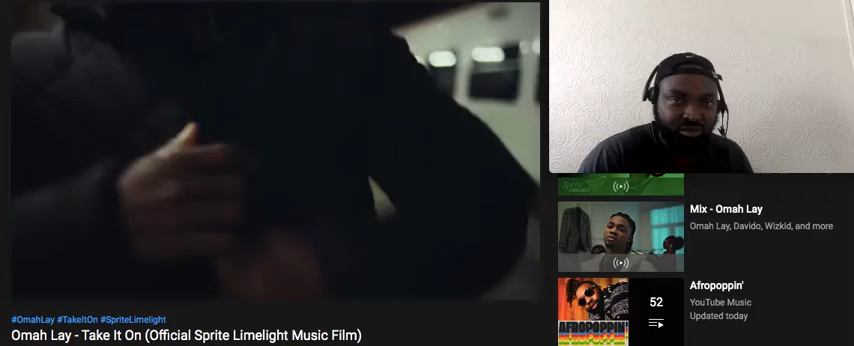 #OmahLay #TakeItOn #SpriteLimelight
Omah Lay - Take It On (Official Sprite Limelight Music Film)
Mix - Omah Lay
Omah Lay, Davido, Wizkid, and more
Afropoppin'
YouTube Music
Updated today
52
AFROPOPPIN'